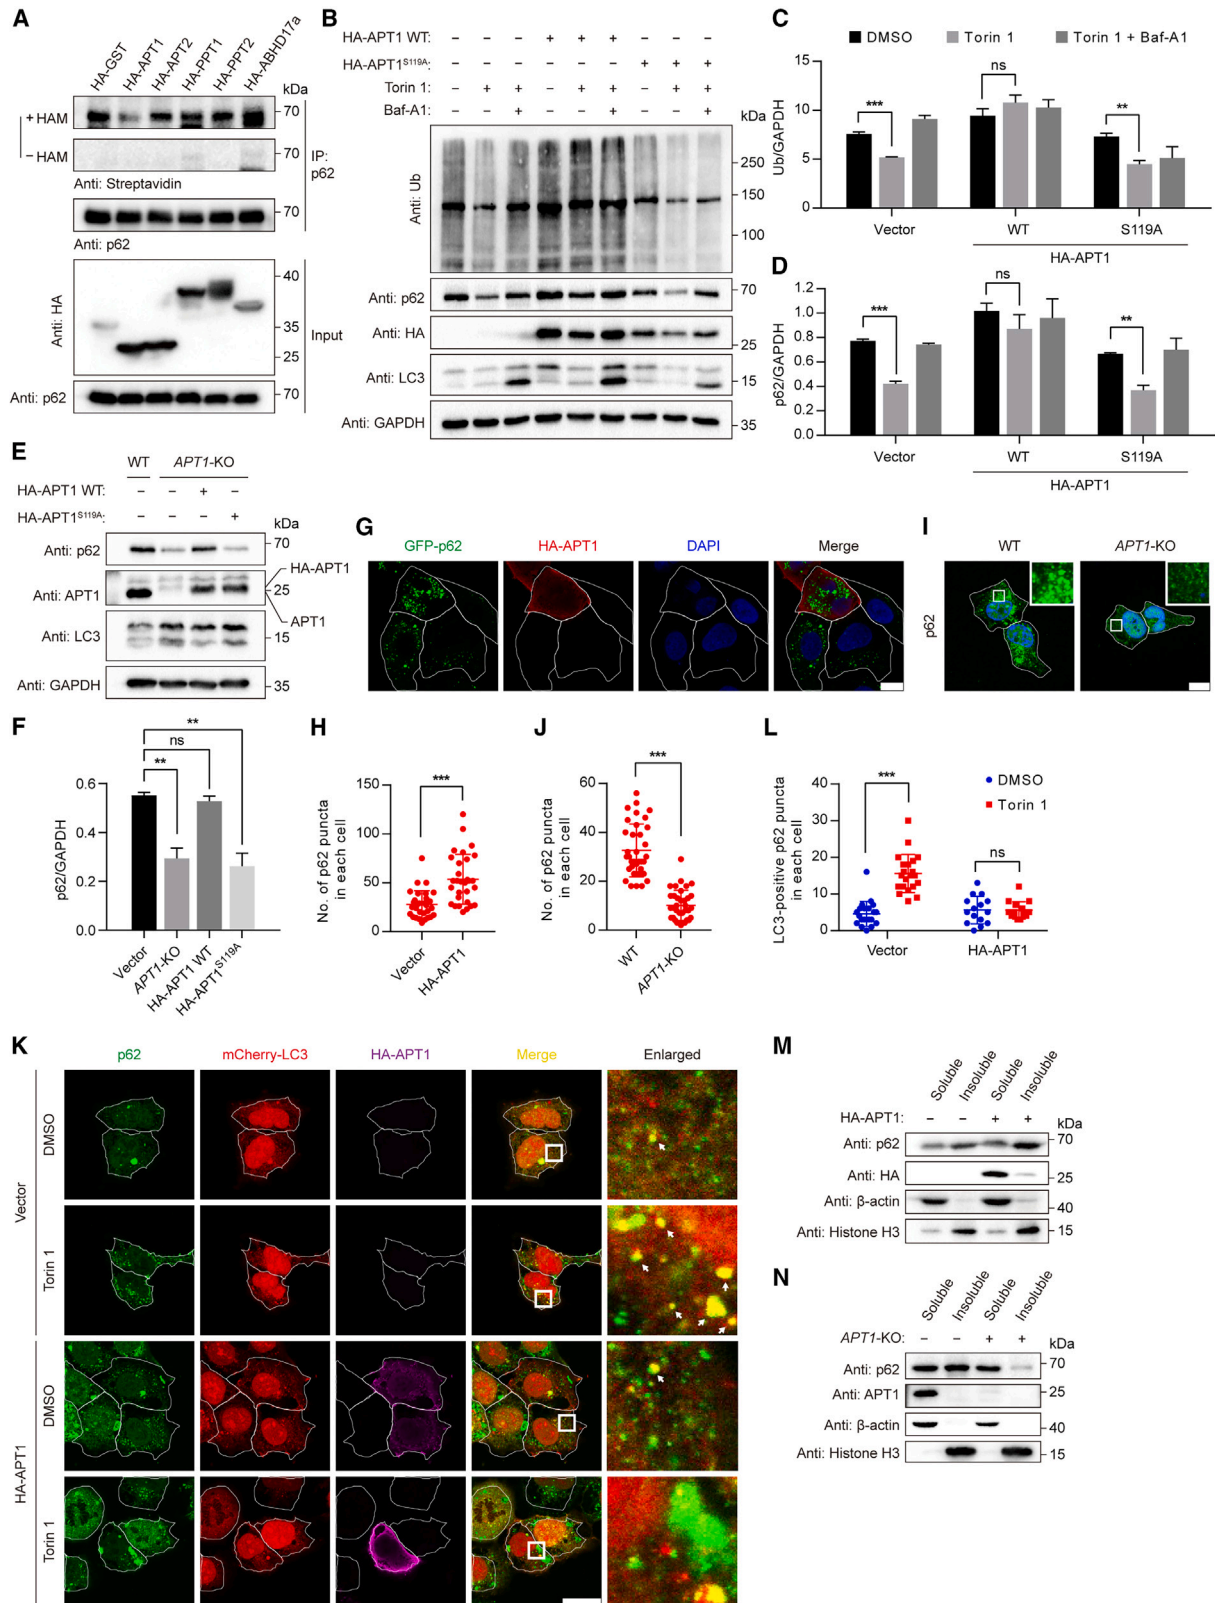 A
HA-GST
HA-APT1
HA-APT2
HA-PPT1
HA-PPT2
HA-ABHD17a
kDa
+ HAM
70
− HAM
70
IP:
p62
Anti: Streptavidin
70
Anti: p62
Anti: HA
40
35
25
Input
Anti: p62
70
B
HA-APT1 WT: − − − + + + − − −
HA-APT1S119A: − − − − − − + + +
Torin 1: − + + − + + − + +
Baf-A1: − − + − − + − − +
kDa
Anti: Ub
250
150
100
Anti: p62
70
Anti: HA
25
Anti: LC3
15
Anti: GAPDH
35
C
DMSO
Torin 1
Torin 1 + Baf-A1
Ub/GAPDH
15
10
5
0
***
ns
**
Vector
WT
S119A
HA-APT1
D
p62/GAPDH
1.2
1.0
0.8
0.6
0.4
0.2
0.0
***
ns
**
Vector
WT
S119A
HA-APT1
E
WT
APT1-KO
HA-APT1 WT: − − + −
HA-APT1S119A: − − − +
kDa
Anti: p62
70
Anti: APT1
25
25
HA-APT1
APT1
Anti: LC3
15
Anti: GAPDH
35
F
p62/GAPDH
0.6
0.4
0.2
0.0
**
ns
**
Vector
APT1-KO
HA-APT1 WT
HA-APT1S119A
G
GFP-p62
HA-APT1
DAPI
Merge
H
No. of p62 puncta
in each cell
150
100
50
0
***
Vector
HA-APT1
I
WT
APT1-KO
p62
J
No. of p62 puncta
in each cell
60
40
20
0
***
WT
APT1-KO
L
LC3-positive p62 puncta
in each cell
40
30
20
10
0
***
ns
DMSO
Torin 1
Vector
HA-APT1
K
p62
mCherry-LC3
HA-APT1
Merge
Enlarged
Vector
DMSO
Torin 1
HA-APT1
DMSO
Torin 1
M
Soluble
Insoluble
Soluble
Insoluble
HA-APT1: − − + +
kDa
Anti: p62
70
Anti: HA
25
Anti: β-actin
40
Anti: Histone H3
15
N
Soluble
Insoluble
Soluble
Insoluble
APT1-KO: − − + +
kDa
Anti: p62
70
Anti: APT1
25
Anti: β-actin
40
Anti: Histone H3
15